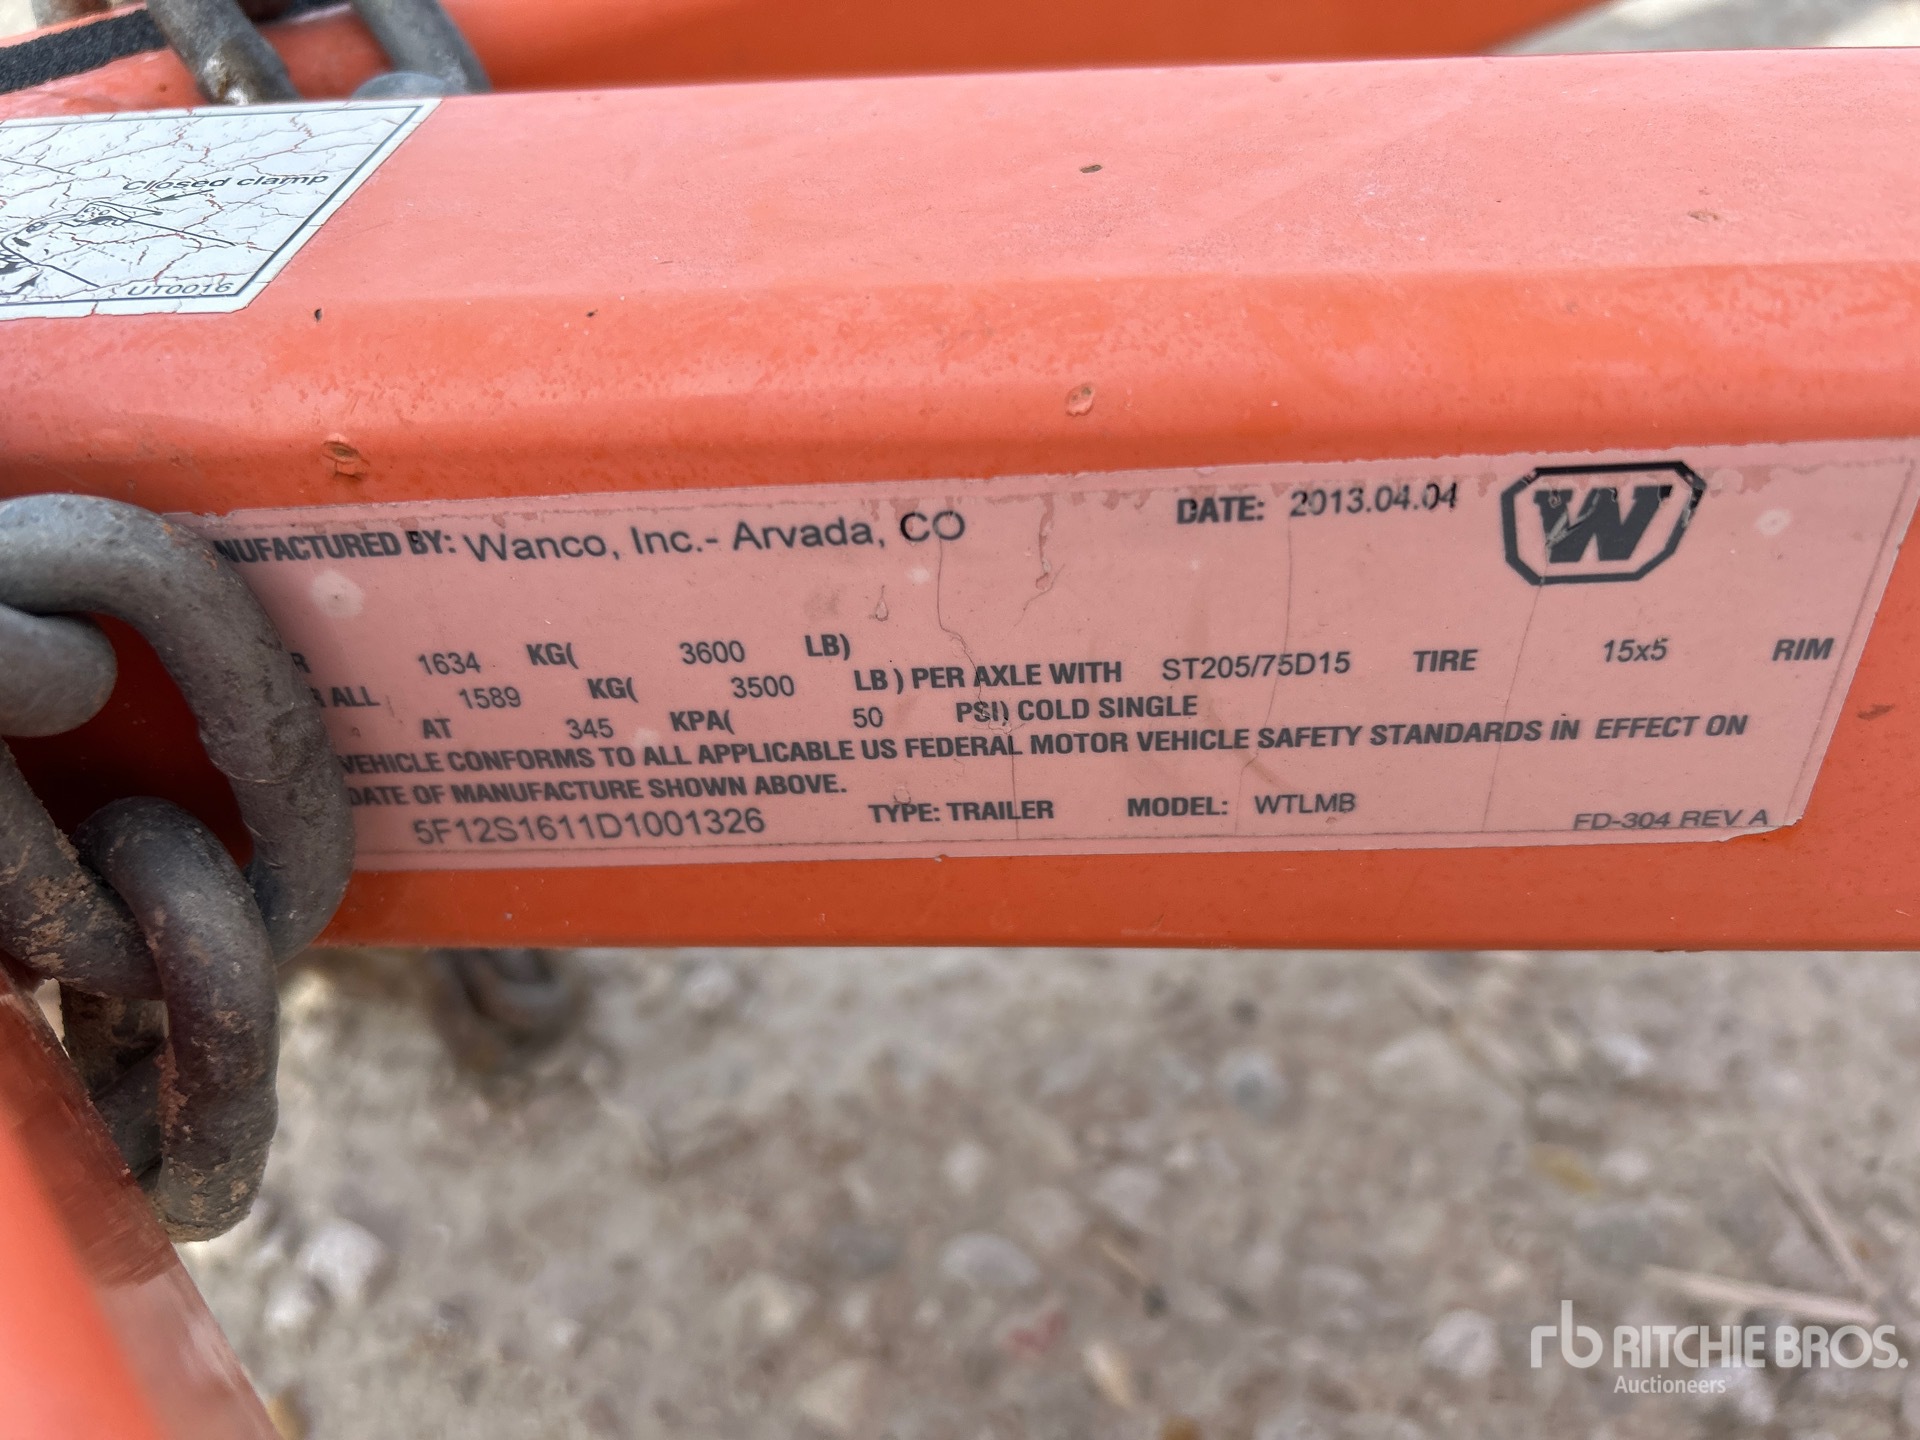 Closed clamp
UT0016
NUFACTURED BY: Wanco, Inc.- Arvada, CO
DATE: 2013.04.04
W
R 1634 KG( 3600 LB)
R ALL 1589 KG( 3500 LB ) PER AXLE WITH ST205/75D15 TIRE 15x5 RIM
AT 345 KPA( 50 PSI) COLD SINGLE
VEHICLE CONFORMS TO ALL APPLICABLE US FEDERAL MOTOR VEHICLE SAFETY STANDARDS IN EFFECT ON
DATE OF MANUFACTURE SHOWN ABOVE.
5F12S1611D1001326 TYPE: TRAILER MODEL: WTLMB FD-304 REV A
rb RITCHIE BROS.
Auctioneers